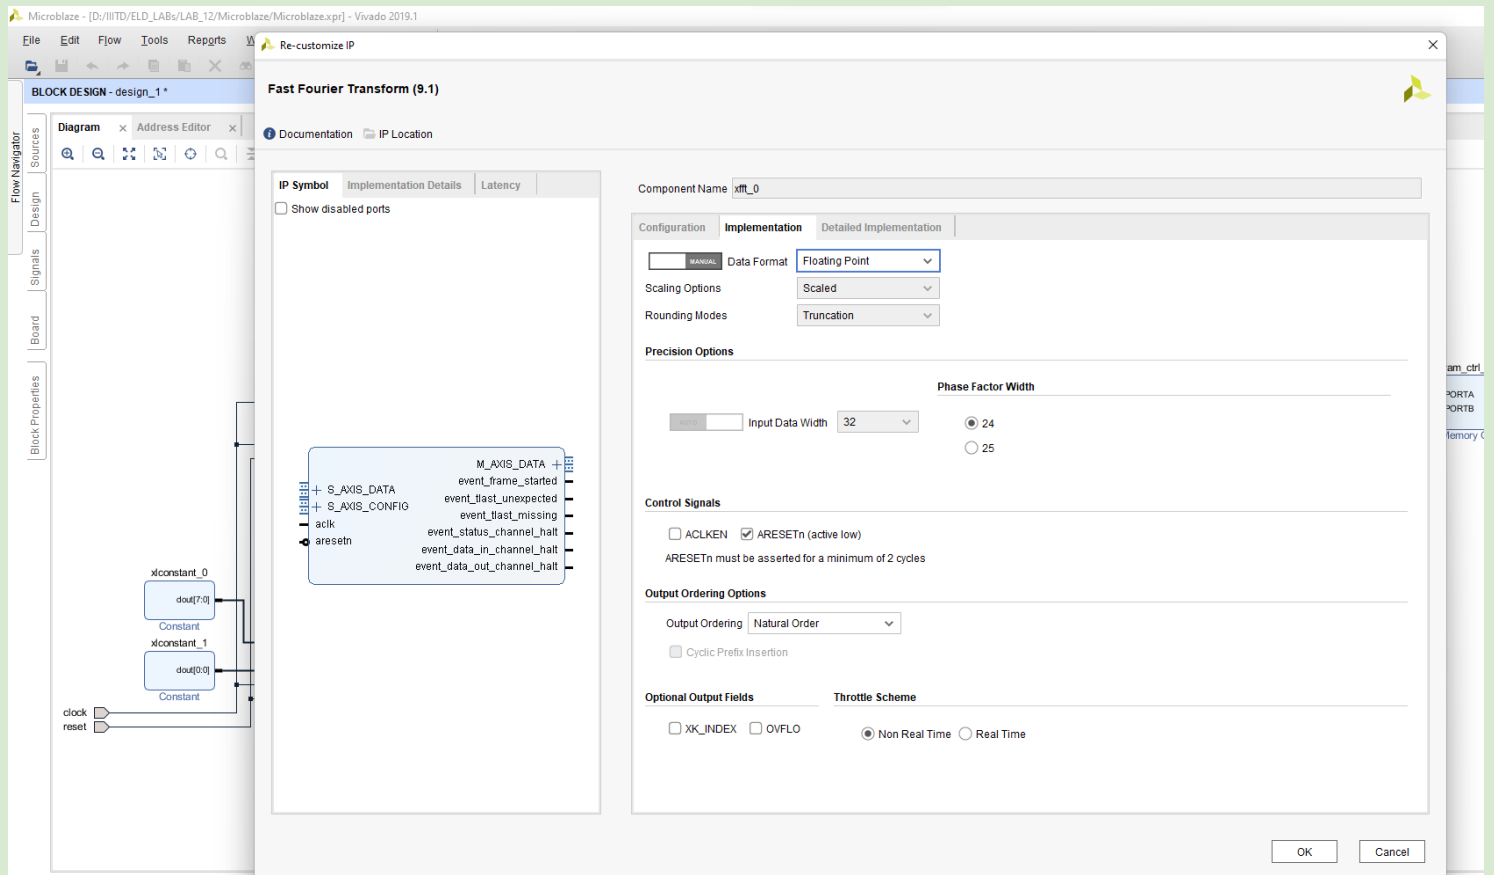 Microblaze - [D:/IIITD/ELD_LABs/LAB_12/Microblaze/Microblaze.xpr] - Vivado 2019.1
File Edit Flow Tools Reports W
Re-customize IP
BLOCK DESIGN - design_1 *
Fast Fourier Transform (9.1)
Documentation IP Location
Flow Navigator
Sources
Design
Signals
Board
Block Properties
Diagram Address Editor
xlconstant_0
dout[7:0]
Constant
xlconstant_1
dout[0:0]
Constant
clock
reset
IP Symbol Implementation Details Latency
Show disabled ports
S_AXIS_DATA
S_AXIS_CONFIG
aclk
aresetn
M_AXIS_DATA
event_frame_started
event_tlast_unexpected
event_tlast_missing
event_status_channel_halt
event_data_in_channel_halt
event_data_out_channel_halt
Component Name xfft_0
Configuration Implementation Detailed Implementation
MANUAL Data Format Floating Point
Scaling Options Scaled
Rounding Modes Truncation
Precision Options
Phase Factor Width
AUTO Input Data Width 32
24
25
Control Signals
ACLKEN ARESETn (active low)
ARESETn must be asserted for a minimum of 2 cycles
Output Ordering Options
Output Ordering Natural Order
Cyclic Prefix Insertion
Optional Output Fields Throttle Scheme
XK_INDEX OVFLO Non Real Time Real Time
OK Cancel
am_ctrl_
PORTA
PORTB
Memory